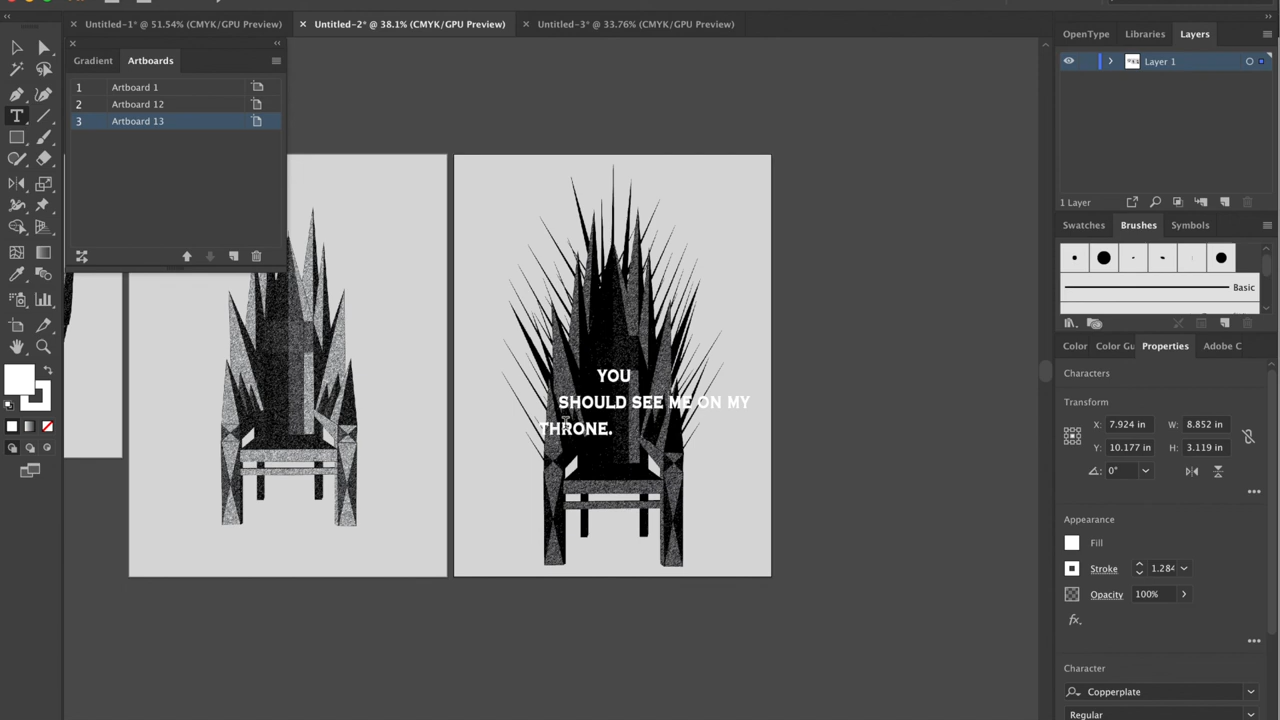 Untitled-1* @ 51.54% (CMYK/GPU Preview)
Untitled-2* @ 38.1% (CMYK/GPU Preview)
Untitled-3* @ 33.76% (CMYK/GPU Preview)
Gradient Artboards
1 Artboard 1
2 Artboard 12
3 Artboard 13
YOU
SHOULD SEE ME ON MY
THRONE.
OpenType Libraries Layers
Layer 1
1 Layer
Swatches Brushes Symbols
Basic
Color Color Gu Properties Adobe C
Characters
Transform
X: 7.924 in W: 8.852 in
Y: 10.177 in H: 3.119 in
0°
Appearance
Fill
Stroke 1.284
Opacity 100%
fx.
Character
Copperplate
Regular